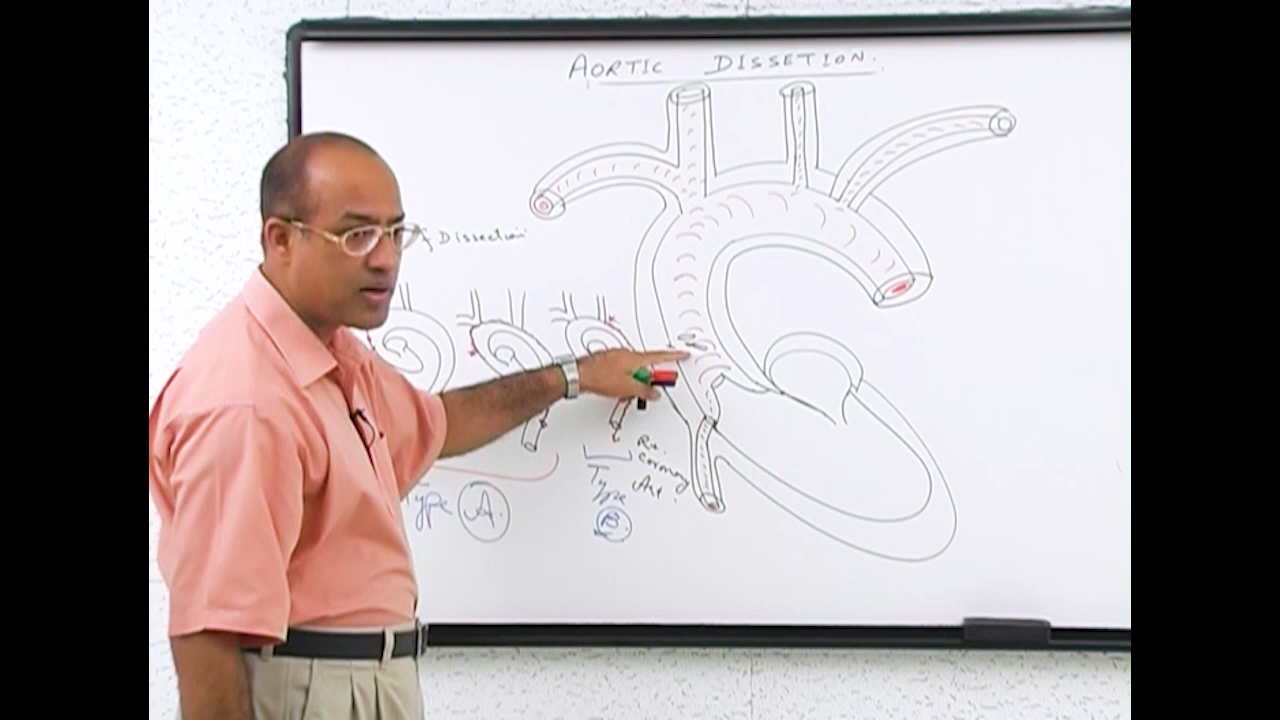 AORTIC DISSETION.
Dissection
Type A.
Type B.
Rt.
Coronary
Art.